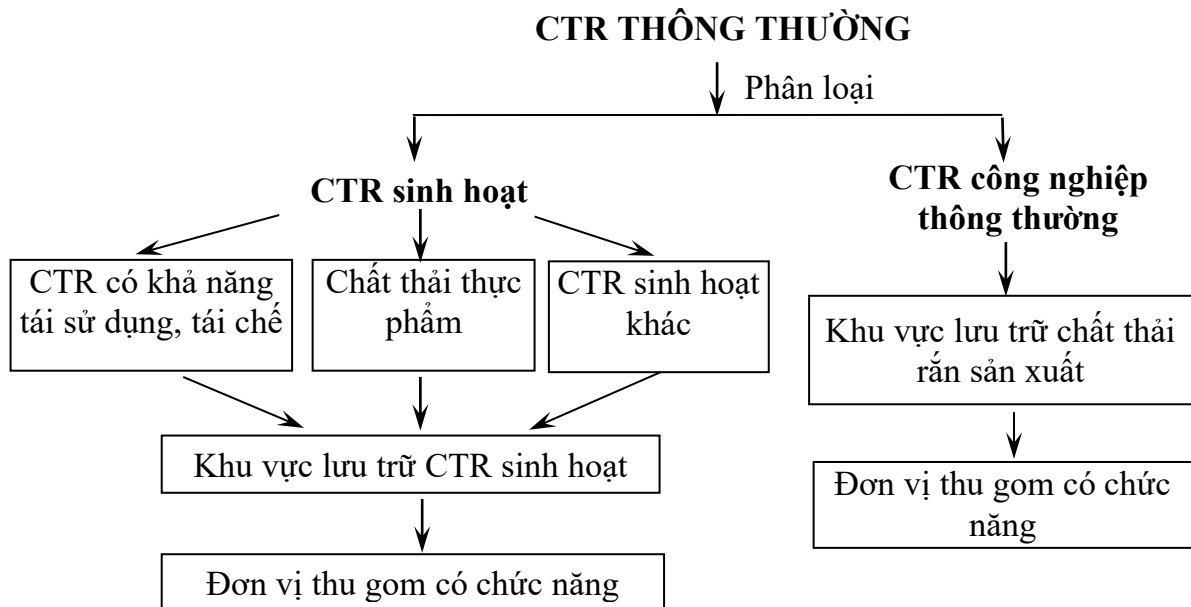 CTR THÔNG THƯỜNG
Phân loại
CTR sinh hoạt
CTR công nghiệp
thông thường
CTR có khả năng
tái sử dụng, tái chế
Chất thải thực
phẩm
CTR sinh hoạt
khác
Khu vực lưu trữ chất thải
rắn sản xuất
Khu vực lưu trữ CTR sinh hoạt
Đơn vị thu gom có chức
năng
Đơn vị thu gom có chức năng